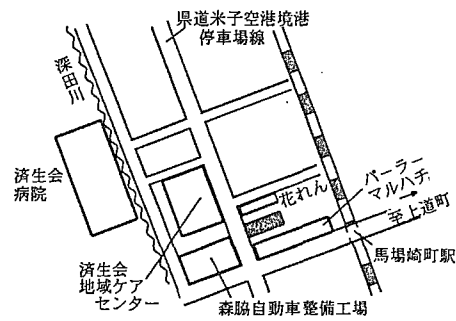 県道米子空港境港
停車場線
深田川
済生会
病院
花れん
パーラー
マルハチ
至上道町
馬場崎町駅
済生会
地域ケア
センター
森脇自動車整備工場